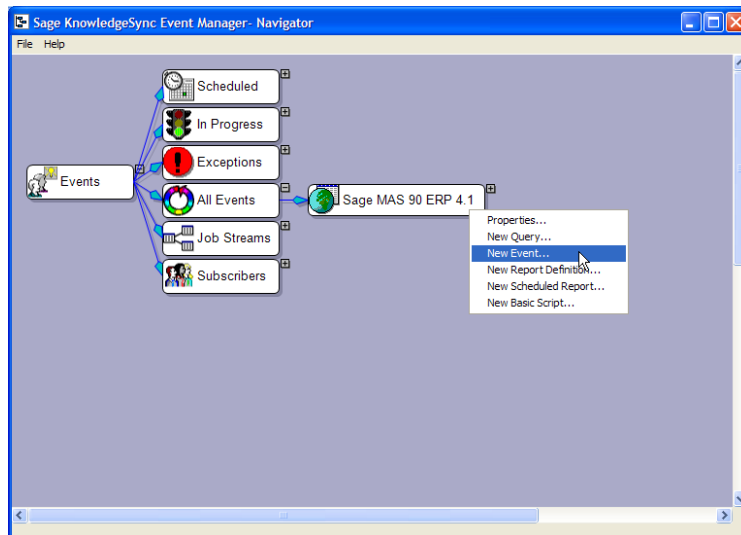 Sage KnowledgeSync Event Manager- Navigator
File Help
Scheduled
In Progress
Exceptions
Events
All Events
Sage MAS 90 ERP 4.1
Job Streams
Subscribers
Properties...
New Query...
New Event...
New Report Definition...
New Scheduled Report...
New Basic Script...